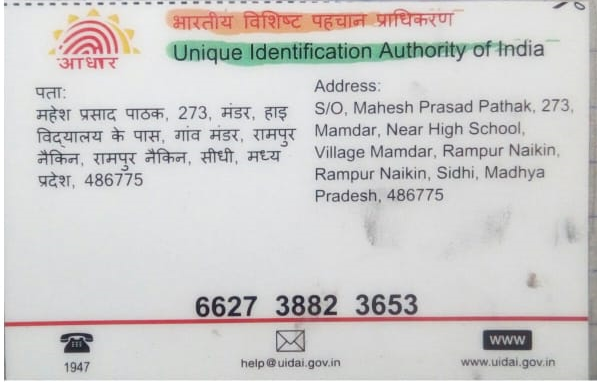 भारतीय विशिष्ट पहचान प्राधिकरण
Unique Identification Authority of India
आधार
पता:
महेश प्रसाद पाठक, 273, मंडर, हाइ
विद्यालय के पास, गांव मंडर, रामपुर
नैकिन, रामपुर नैकिन, सीधी, मध्य
प्रदेश, 486775
Address:
S/O, Mahesh Prasad Pathak, 273,
Mamdar, Near High School,
Village Mamdar, Rampur Naikin,
Rampur Naikin, Sidhi, Madhya
Pradesh, 486775
6627 3882 3653
1947
help@uidai.gov.in
www
www.uidai.gov.in